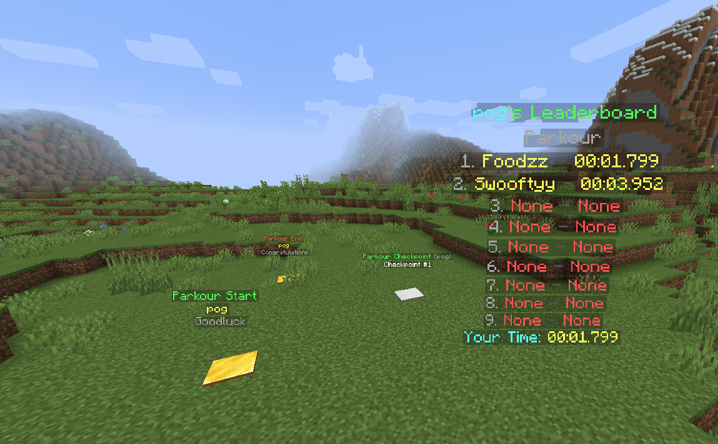 pog's Leaderboard
Parkour
1. Foodzz 00:01.799
2. Swooftyy 00:03.952
3. None - None
4. None - None
5. None - None
6. None - None
7. None - None
8. None - None
9. None - None
Your Time: 00:01.799
Parkour End
pog
Congratulations
Parkour Checkpoint (pog)
Checkpoint #1
Parkour Start
pog
Goodluck